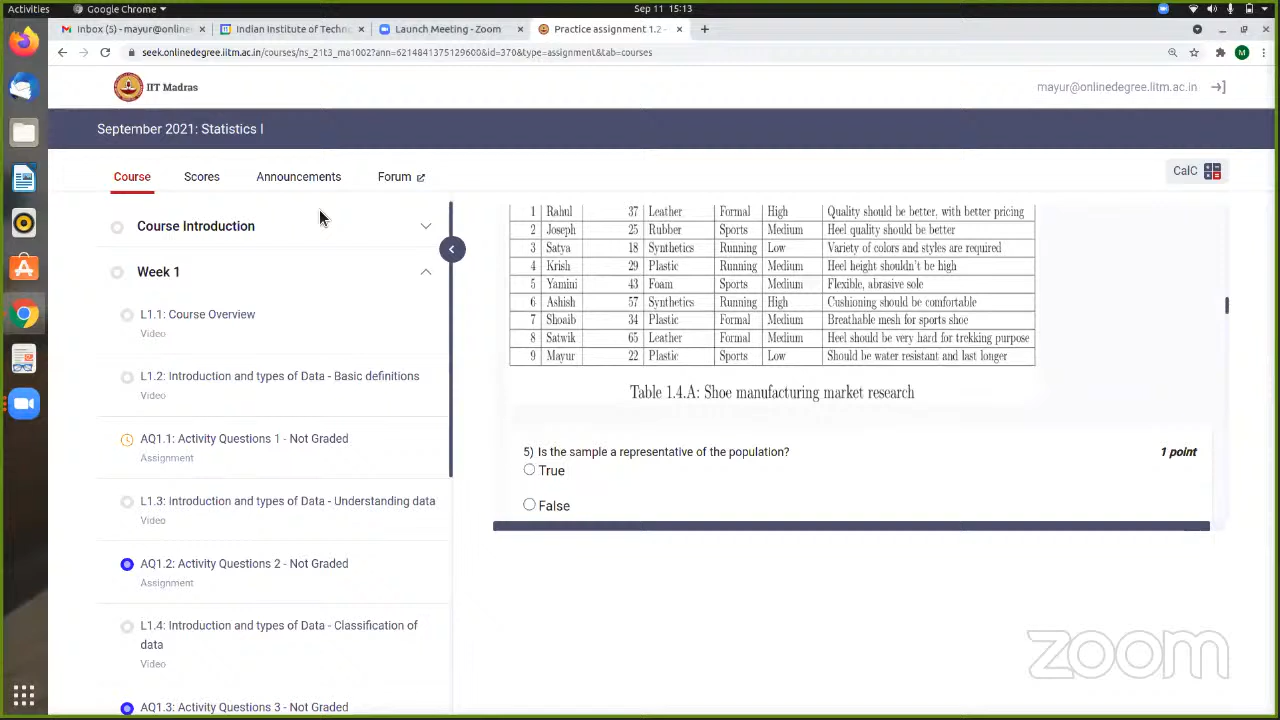 Activities
Google Chrome
Sep 11 15:13
Inbox (5) - mayur@online
Indian Institute of Techn
Launch Meeting - Zoom
Practice assignment 1.2 -
seek.onlinedegree.iitm.ac.in/courses/ns_21t3_ma1002?ann=6214841375129600&id=370&type=assignment&tab=courses
M
IIT Madras
mayur@onlinedegree.iitm.ac.in
September 2021: Statistics I
Course Scores Announcements Forum
CalC
Course Introduction
Week 1
L1.1: Course Overview
Video
L1.2: Introduction and types of Data - Basic definitions
Video
AQ1.1: Activity Questions 1 - Not Graded
Assignment
L1.3: Introduction and types of Data - Understanding data
Video
AQ1.2: Activity Questions 2 - Not Graded
Assignment
L1.4: Introduction and types of Data - Classification of
data
Video
AQ1.3: Activity Questions 3 - Not Graded
1 Rahul 37 Leather Formal High Quality should be better, with better pricing
2 Joseph 25 Rubber Sports Medium Heel quality should be better
3 Satya 18 Synthetics Running Low Variety of colors and styles are required
4 Krish 29 Plastic Running Medium Heel height shouldn't be high
5 Yamini 43 Foam Sports Medium Flexible, abrasive sole
6 Ashish 57 Synthetics Running High Cushioning should be comfortable
7 Shoaib 34 Plastic Formal Medium Breathable mesh for sports shoe
8 Satwik 65 Leather Formal Medium Heel should be very hard for trekking purpose
9 Mayur 22 Plastic Sports Low Should be water resistant and last longer
Table 1.4.A: Shoe manufacturing market research
5) Is the sample a representative of the population? 1 point
True
False
zoom